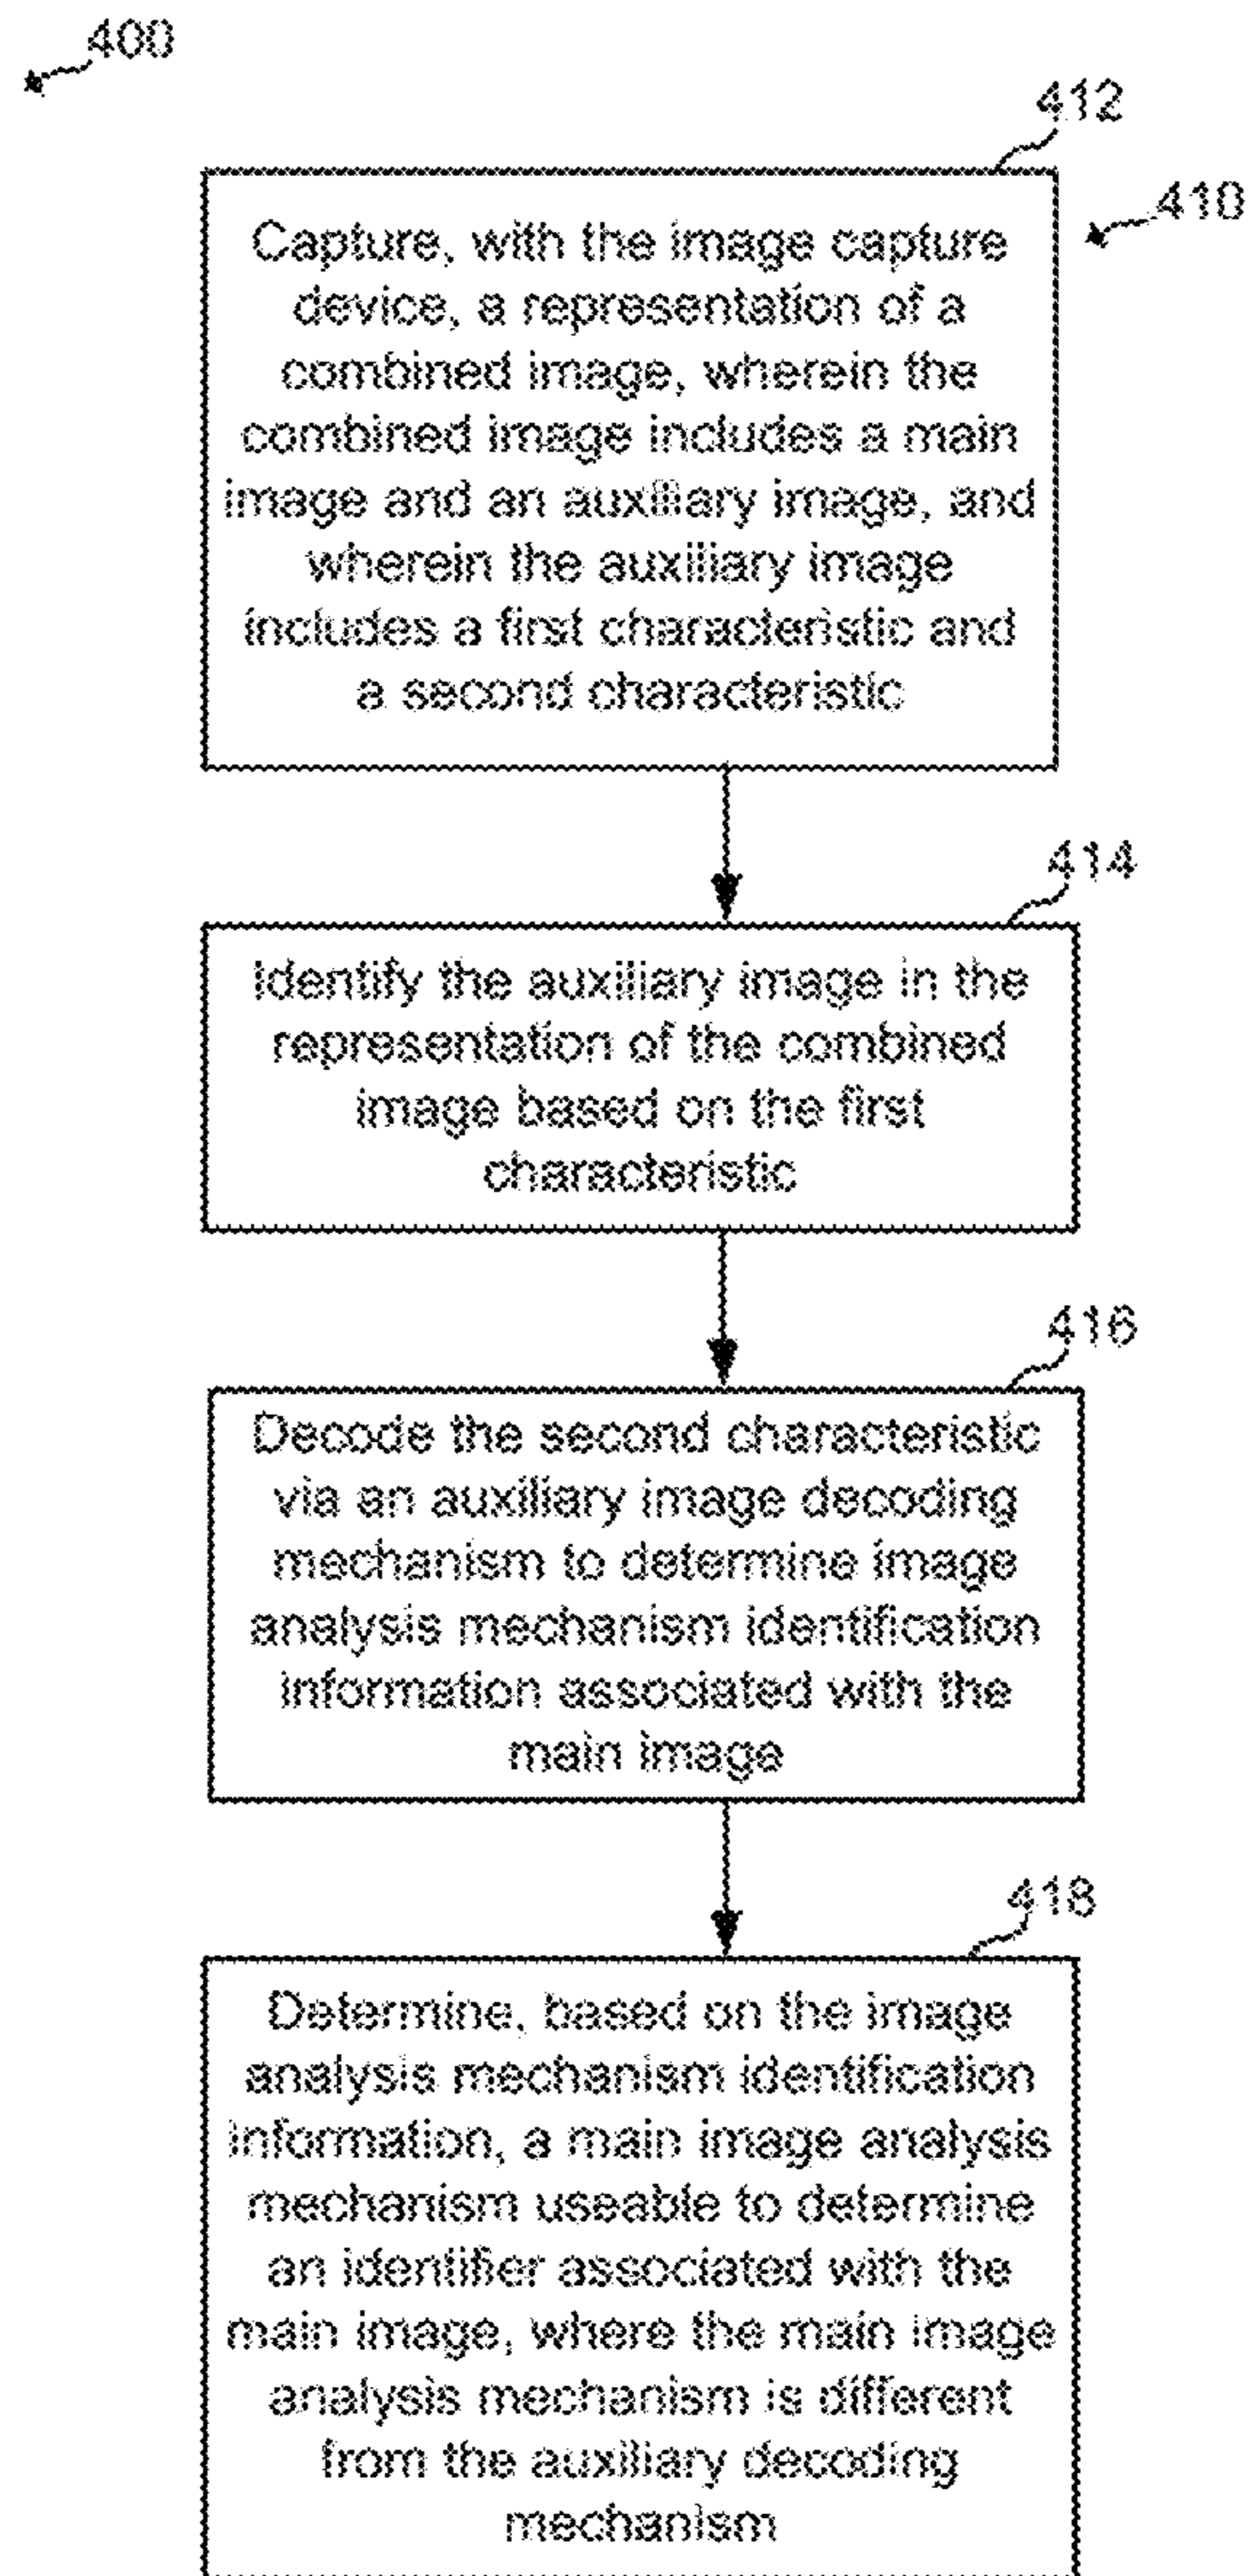 400
412
410
Capture, with the image capture
device, a representation of a
combined image, wherein the
combined image includes a main
image and an auxiliary image, and
wherein the auxiliary image
includes a first characteristic and
a second characteristic
414
Identify the auxiliary image in the
representation of the combined
image based on the first
characteristic
416
Decode the second characteristic
via an auxiliary image decoding
mechanism to determine image
analysis mechanism identification
information associated with the
main image
418
Determine, based on the image
analysis mechanism identification
information, a main image analysis
mechanism useable to determine
an identifier associated with the
main image, where the main image
analysis mechanism is different
from the auxiliary decoding
mechanism